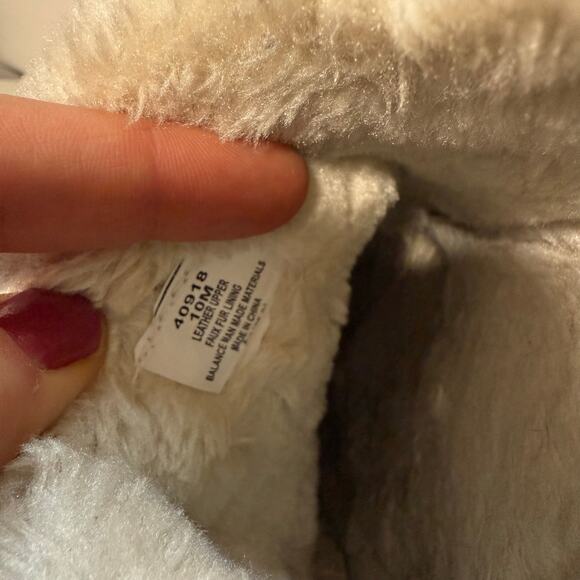 40918
10M
LEATHER UPPER
FAUX FUR LINING
BALANCE MAN MADE MATERIALS
MADE IN CHINA